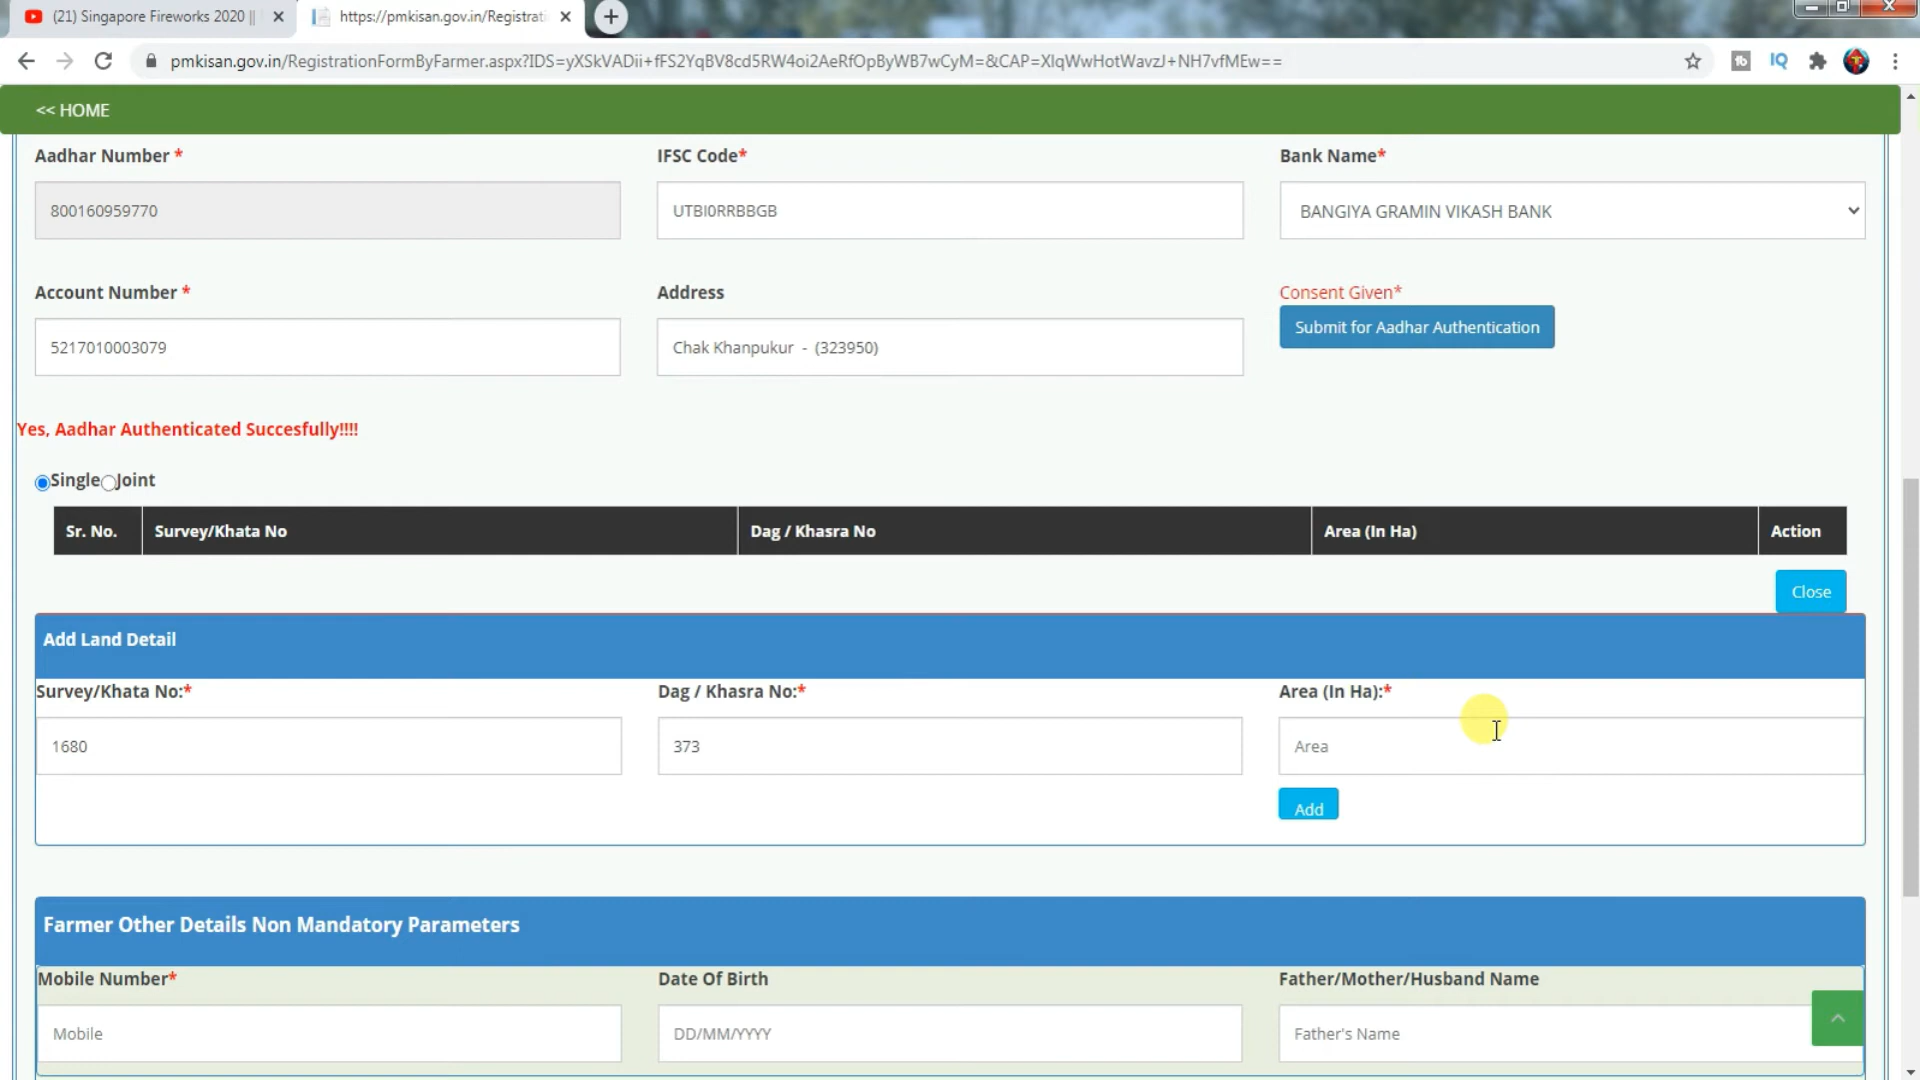 (21) Singapore Fireworks 2020 ||
https://pmkisan.gov.in/Registrati
pmkisan.gov.in/RegistrationFormByFarmer.aspx?IDS=yXSkVADii+fFS2YqBV8cd5RW4oi2AeRfOpByWB7wCyM=&CAP=XIqWwHotWavzJ+NH7vfMEw==
IQ
<< HOME
Aadhar Number *
IFSC Code*
Bank Name*
800160959770
UTBI0RRBBGB
BANGIYA GRAMIN VIKASH BANK
Account Number *
Address
Consent Given*
5217010003079
Chak Khanpukur - (323950)
Submit for Aadhar Authentication
Yes, Aadhar Authenticated Succesfully!!!!
Single Joint
Sr. No. Survey/Khata No Dag / Khasra No Area (In Ha) Action
Close
Add Land Detail
Survey/Khata No:*
Dag / Khasra No:*
Area (In Ha):*
1680
373
Area
Add
Farmer Other Details Non Mandatory Parameters
Mobile Number*
Date Of Birth
Father/Mother/Husband Name
Mobile
DD/MM/YYYY
Father's Name